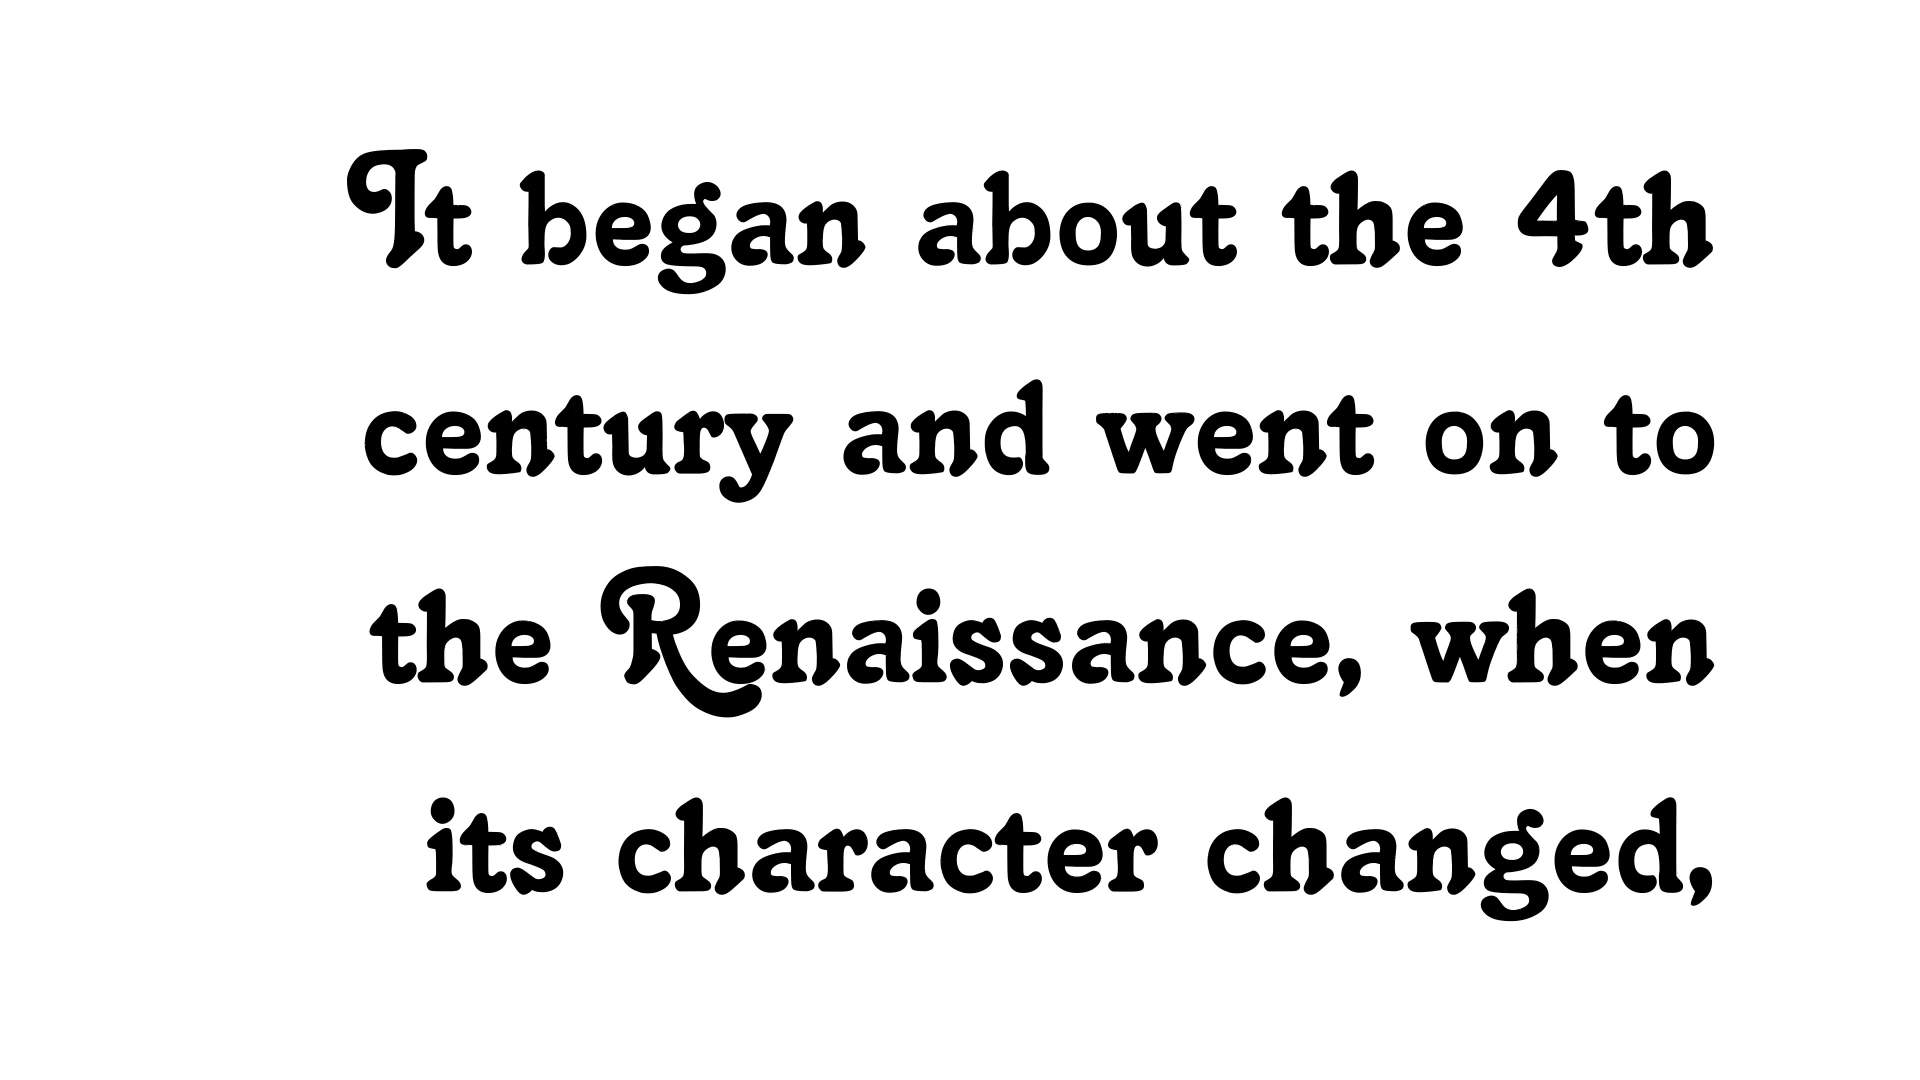 It began about the 4th
century and went on to
the Renaissance, when
its character changed,